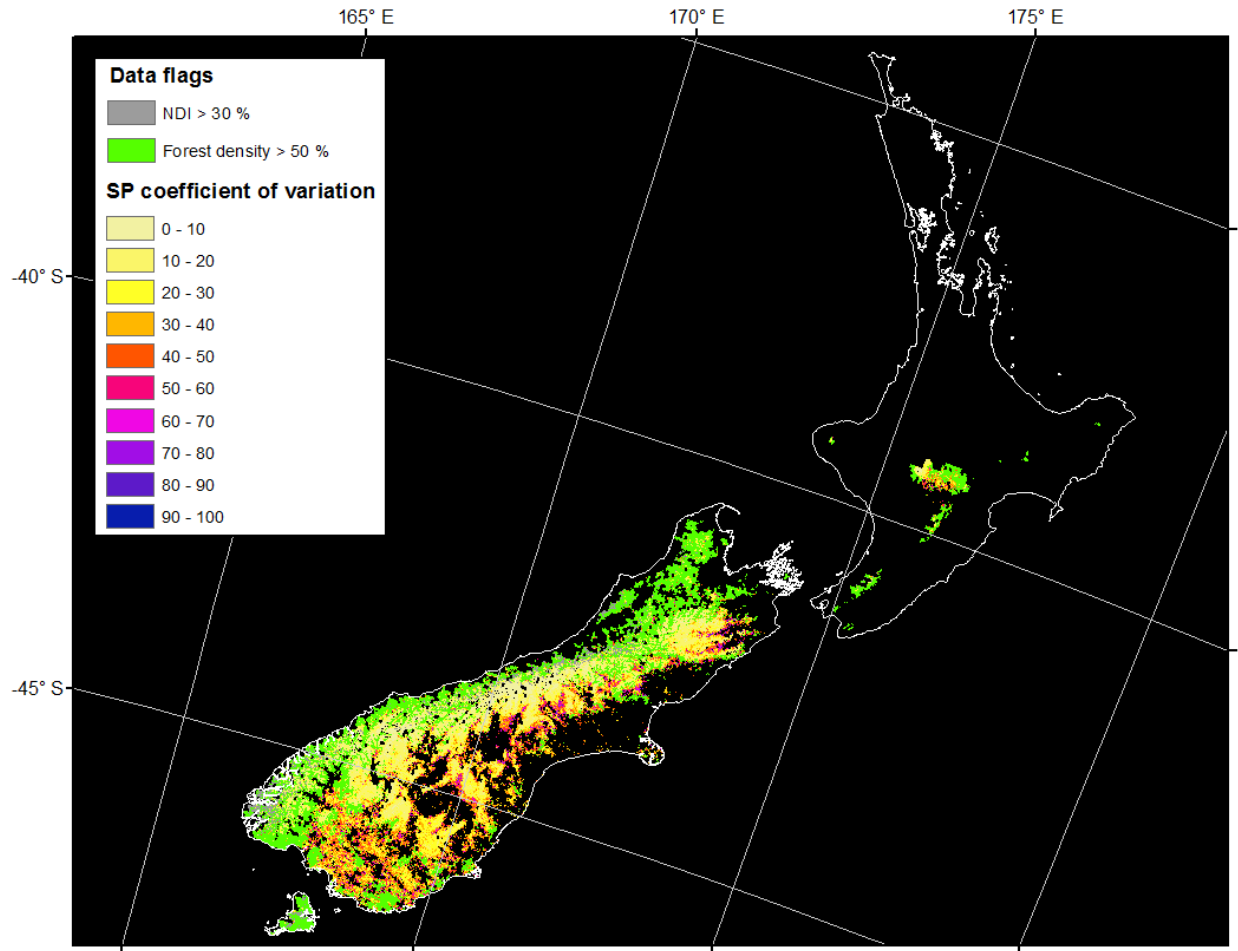 165° E
170° E
175° E
Data flags
NDI > 30 %
Forest density > 50 %
SP coefficient of variation
0 - 10
10 - 20
20 - 30
30 - 40
40 - 50
50 - 60
60 - 70
70 - 80
80 - 90
90 - 100
-40° S
-45° S